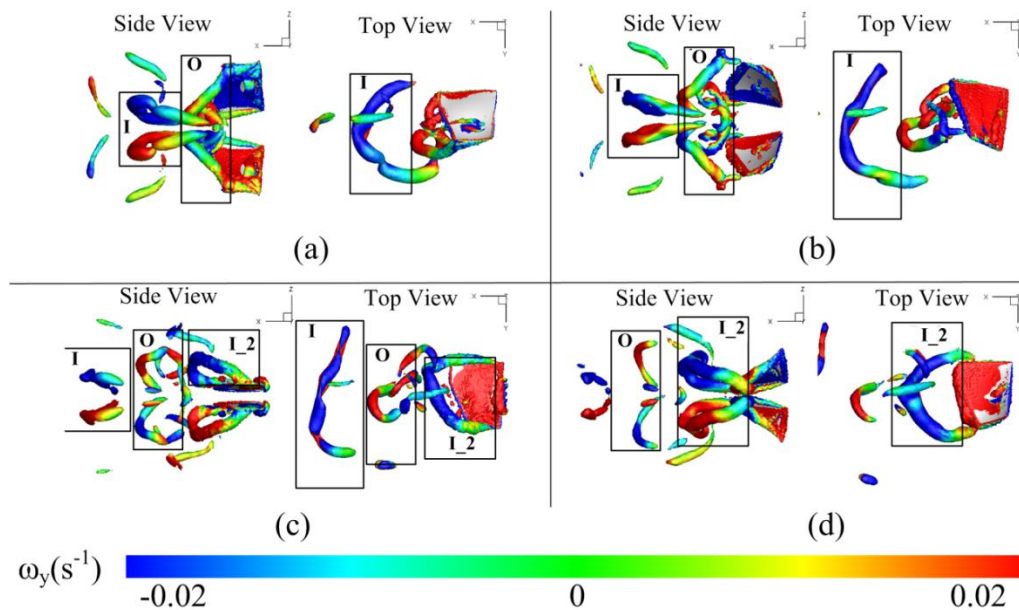 Side View
Top View
Side View
Top View
X
Z
X
Y
X
Z
X
Y
O
I
I
O
I
I
(a)
(b)
Side View
Top View
Side View
Top View
X
Z
X
Y
X
Z
X
Y
I
O
I_2
I
O
I_2
O
I_2
I_2
(c)
(d)
ω_y(s⁻¹)
-0.02
0
0.02